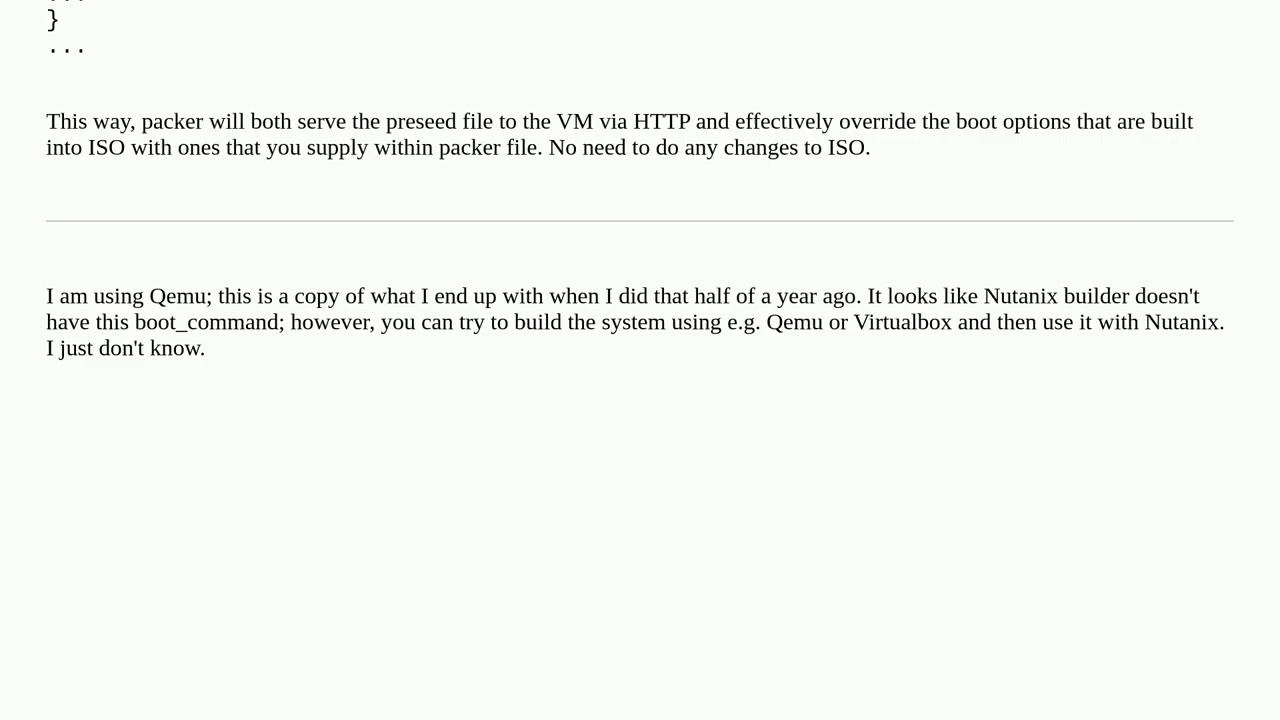 ...
}
...
This way, packer will both serve the preseed file to the VM via HTTP and effectively override the boot options that are built
into ISO with ones that you supply within packer file. No need to do any changes to ISO.
I am using Qemu; this is a copy of what I end up with when I did that half of a year ago. It looks like Nutanix builder doesn't
have this boot_command; however, you can try to build the system using e.g. Qemu or Virtualbox and then use it with Nutanix.
I just don't know.